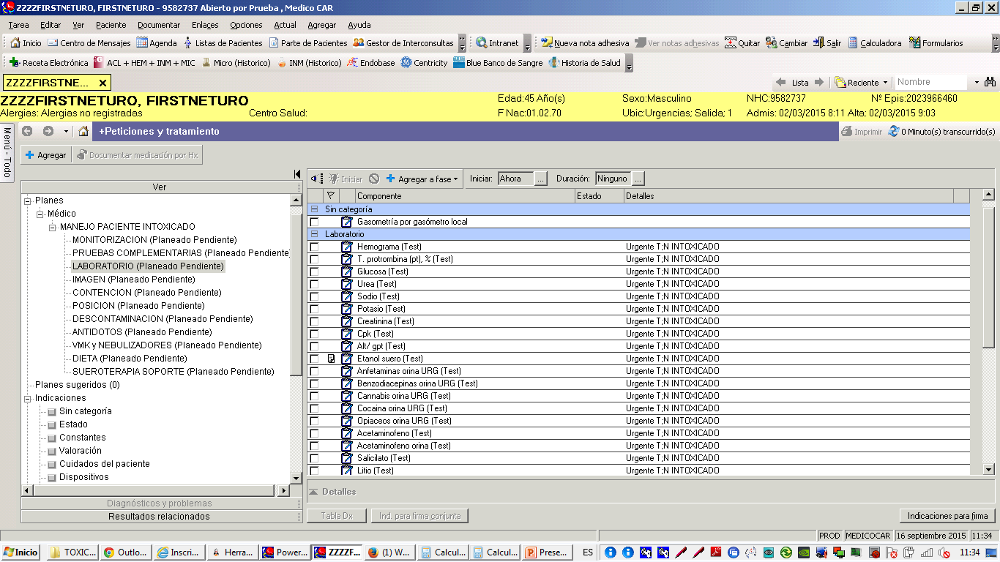 ZZZZFIRSTNETURO, FIRSTNETURO - 9582737 Abierto por Prueba , Medico CAR
Tarea Editar Ver Paciente Documentar Enlaces Opciones Actual Agregar Ayuda
Inicio Centro de Mensajes Agenda Listas de Pacientes Parte de Pacientes Gestor de Interconsultas Intranet Nueva nota adhesiva Ver notas adhesivas Quitar Cambiar Salir Calculadora Formularios
Receta Electrónica ACL + HEM + INM + MIC Micro (Historico) INM (Historico) Endobase Centricity Blue Banco de Sangre Historia de Salud
ZZZZFIRSTNE... Lista Reciente Nombre
ZZZZFIRSTNETURO, FIRSTNETURO Edad:45 Año(s) Sexo:Masculino NHC:9582737 Nº Epis:2023966460
Alergias: Alergias no registradas Centro Salud: F Nac:01.02.70 Ubic:Urgencias; Salida; 1 Admis: 02/03/2015 8:11 Alta: 02/03/2015 9:03
Menú - Todo
+Peticiones y tratamiento Imprimir 0 Minuto(s) transcurrido(s)
Agregar Documentar medicación por Hx
Ver
Planes
Médico
MANEJO PACIENTE INTOXICADO
MONITORIZACION (Planeado Pendiente)
PRUEBAS COMPLEMENTARIAS (Planeado Pendiente
LABORATORIO (Planeado Pendiente)
IMAGEN (Planeado Pendiente)
CONTENCION (Planeado Pendiente)
POSICION (Planeado Pendiente)
DESCONTAMINACION (Planeado Pendiente)
ANTIDOTOS (Planeado Pendiente)
VMK y NEBULIZADORES (Planeado Pendiente)
DIETA (Planeado Pendiente)
SUEROTERAPIA SOPORTE (Planeado Pendiente)
Planes sugeridos (0)
Indicaciones
Sin categoría
Estado
Constantes
Valoración
Cuidados del paciente
Dispositivos
Diagnósticos y problemas
Resultados relacionados
Iniciar Agregar a fase Iniciar: Ahora ... Duración: Ninguno ...
Componente Estado Detalles
Sin categoría
Gasometría por gasómetro local
Laboratorio
Hemograma (Test) Urgente T;N INTOXICADO
T. protrombina (pt), % (Test) Urgente T;N INTOXICADO
Glucosa (Test) Urgente T;N INTOXICADO
Urea (Test) Urgente T;N INTOXICADO
Sodio (Test) Urgente T;N INTOXICADO
Potasio (Test) Urgente T;N INTOXICADO
Creatinina (Test) Urgente T;N INTOXICADO
Cpk (Test) Urgente T;N INTOXICADO
Alt/ gpt (Test) Urgente T;N INTOXICADO
Etanol suero (Test) Urgente T;N INTOXICADO
Anfetaminas orina URG (Test) Urgente T;N INTOXICADO
Benzodiacepinas orina URG (Test) Urgente T;N INTOXICADO
Cannabis orina URG (Test) Urgente T;N INTOXICADO
Cocaina orina URG (Test) Urgente T;N INTOXICADO
Opiaceos orina URG (Test) Urgente T;N INTOXICADO
Acetaminofeno (Test) Urgente T;N INTOXICADO
Acetaminofeno orina (Test) Urgente T;N INTOXICADO
Salicilato (Test) Urgente T;N INTOXICADO
Litio (Test) Urgente T;N INTOXICADO
Detalles
Tabla Dx Ind. para firma conjunta Indicaciones para firma
PROD MEDICOCAR 16 septiembre 2015 11:34
Inicio TOXIC... Outlo... Inscri... Herra... Power... ZZZZF... (1) W... Calcul... Calcul... Prese... ES 11:34